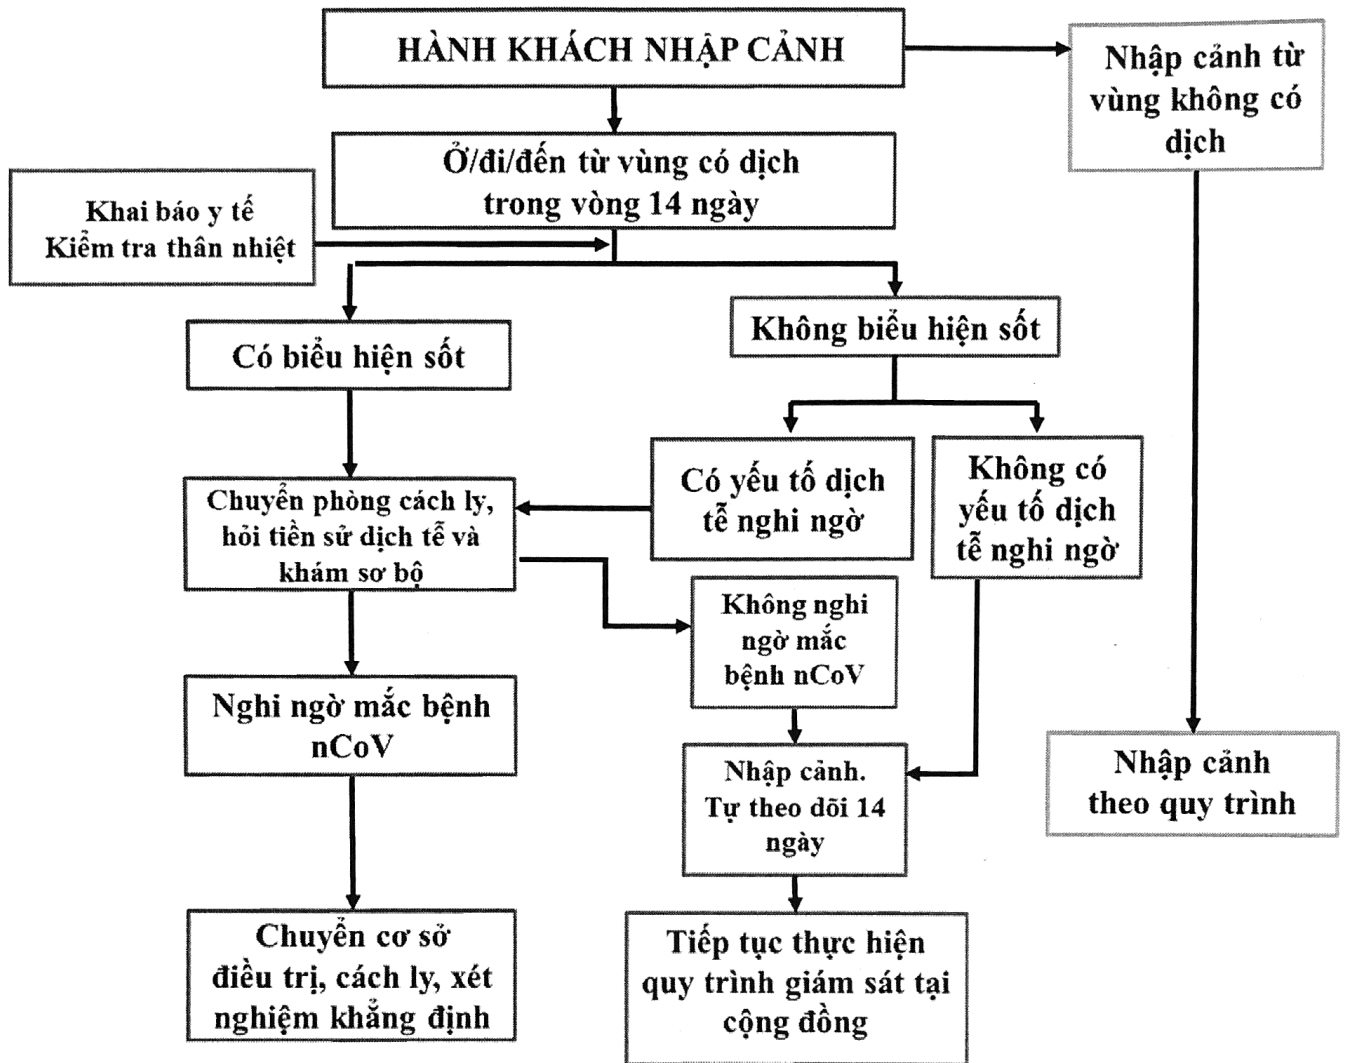 HÀNH KHÁCH NHẬP CẢNH
Nhập cảnh từ
vùng không có
dịch
Ở/đi/đến từ vùng có dịch
trong vòng 14 ngày
Khai báo y tế
Kiểm tra thân nhiệt
Có biểu hiện sốt
Không biểu hiện sốt
Chuyển phòng cách ly,
hỏi tiền sử dịch tễ và
khám sơ bộ
Có yếu tố dịch
tễ nghi ngờ
Không có
yếu tố dịch
tễ nghi ngờ
Không nghi
ngờ mắc
bệnh nCoV
Nghi ngờ mắc bệnh
nCoV
Nhập cảnh.
Tự theo dõi 14
ngày
Nhập cảnh
theo quy trình
Chuyển cơ sở
điều trị, cách ly, xét
nghiệm khẳng định
Tiếp tục thực hiện
quy trình giám sát tại
cộng đồng